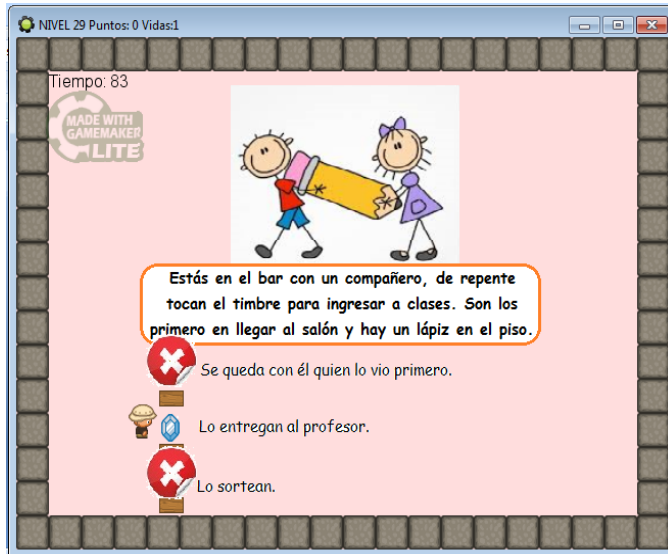 NIVEL 29 Puntos: 0 Vidas:1
Tiempo: 83
MADE WITH
GAMEMAKER
LITE
Estás en el bar con un compañero, de repente
tocan el timbre para ingresar a clases. Son los
primero en llegar al salón y hay un lápiz en el piso.
Se queda con él quien lo vio primero.
Lo entregan al profesor.
Lo sortean.